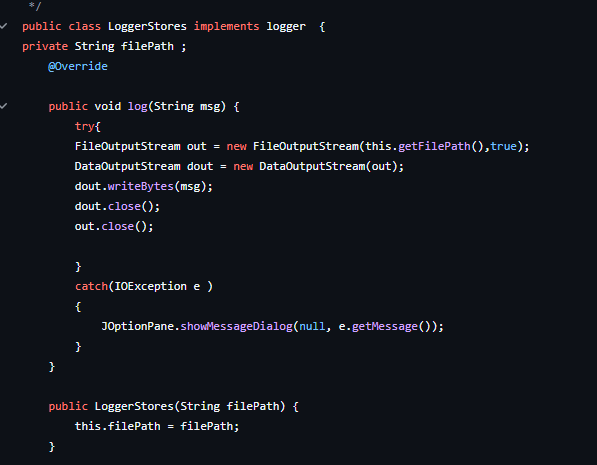 */
public class LoggerStores implements logger  {
private String filePath ;
    @Override

    public void log(String msg) {
        try{
        FileOutputStream out = new FileOutputStream(this.getFilePath(),true);
        DataOutputStream dout = new DataOutputStream(out);
        dout.writeBytes(msg);
        dout.close();
        out.close();

        }
        catch(IOException e )
        {
            JOptionPane.showMessageDialog(null, e.getMessage());
        }
    }

    public LoggerStores(String filePath) {
        this.filePath = filePath;
    }